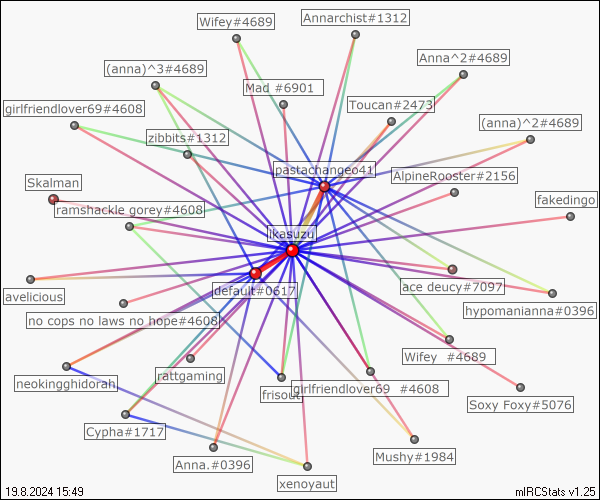 Wifey#4689
Annarchist#1312
Anna^2#4689
(anna)^3#4689
Mad #6901
Toucan#2473
girlfriendlover69#4608
zibbits#1312
(anna)^2#4689
pastachangeo41
AlpineRooster#2156
Skalman
ramshackle govey#4608
fakedingo
ikasuzu
default#0617
ace deucy#7097
avelicious
hypomanianna#0396
no cops no laws no hope#4608
Wifey #4689
rattgaming
neokingghidorah
frisout
girlfriendlover69 #4608
Soxy Foxy#5076
Cypha#1717
Mushy#1984
Anna.#0396
xenoyaut
19.8.2024 15:49
mIRCStats v1.25